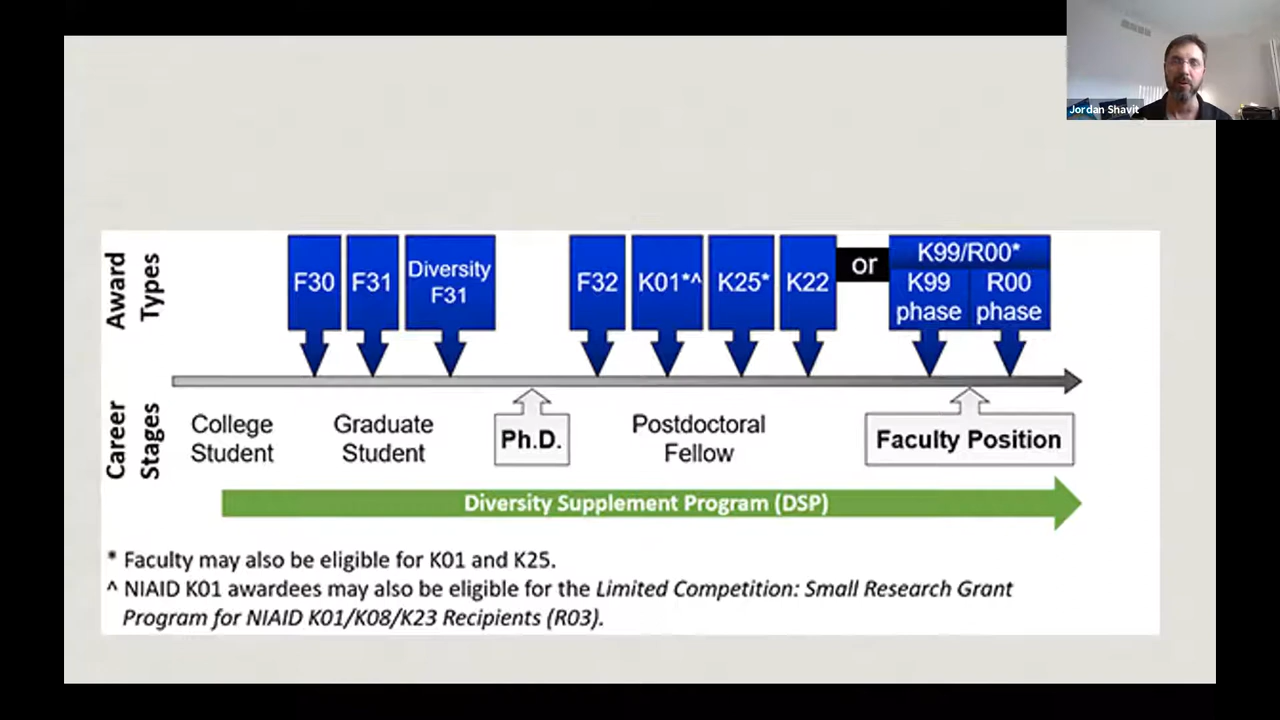 Jordan Shavit
Award
Types
F30
F31
Diversity
F31
F32
K01*^
K25*
K22
or
K99/R00*
K99
phase
R00
phase
Career
Stages
College
Student
Graduate
Student
Ph.D.
Postdoctoral
Fellow
Faculty Position
Diversity Supplement Program (DSP)
* Faculty may also be eligible for K01 and K25.
^ NIAID K01 awardees may also be eligible for the Limited Competition: Small Research Grant
Program for NIAID K01/K08/K23 Recipients (R03).